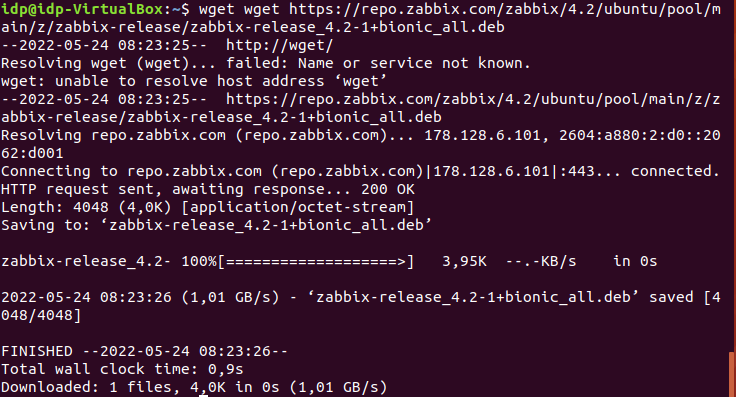 idp@idp-VirtualBox:~$ wget wget https://repo.zabbix.com/zabbix/4.2/ubuntu/pool/m
ain/z/zabbix-release/zabbix-release_4.2-1+bionic_all.deb
--2022-05-24 08:23:25--  http://wget/
Resolving wget (wget)... failed: Name or service not known.
wget: unable to resolve host address ‘wget’
--2022-05-24 08:23:25--  https://repo.zabbix.com/zabbix/4.2/ubuntu/pool/main/z/z
abbix-release/zabbix-release_4.2-1+bionic_all.deb
Resolving repo.zabbix.com (repo.zabbix.com)... 178.128.6.101, 2604:a880:2:d0::20
62:d001
Connecting to repo.zabbix.com (repo.zabbix.com)|178.128.6.101|:443... connected.
HTTP request sent, awaiting response... 200 OK
Length: 4048 (4,0K) [application/octet-stream]
Saving to: ‘zabbix-release_4.2-1+bionic_all.deb’

zabbix-release_4.2- 100%[===================>]   3,95K  --.-KB/s    in 0s

2022-05-24 08:23:26 (1,01 GB/s) - ‘zabbix-release_4.2-1+bionic_all.deb’ saved [4
048/4048]

FINISHED --2022-05-24 08:23:26--
Total wall clock time: 0,9s
Downloaded: 1 files, 4,0K in 0s (1,01 GB/s)